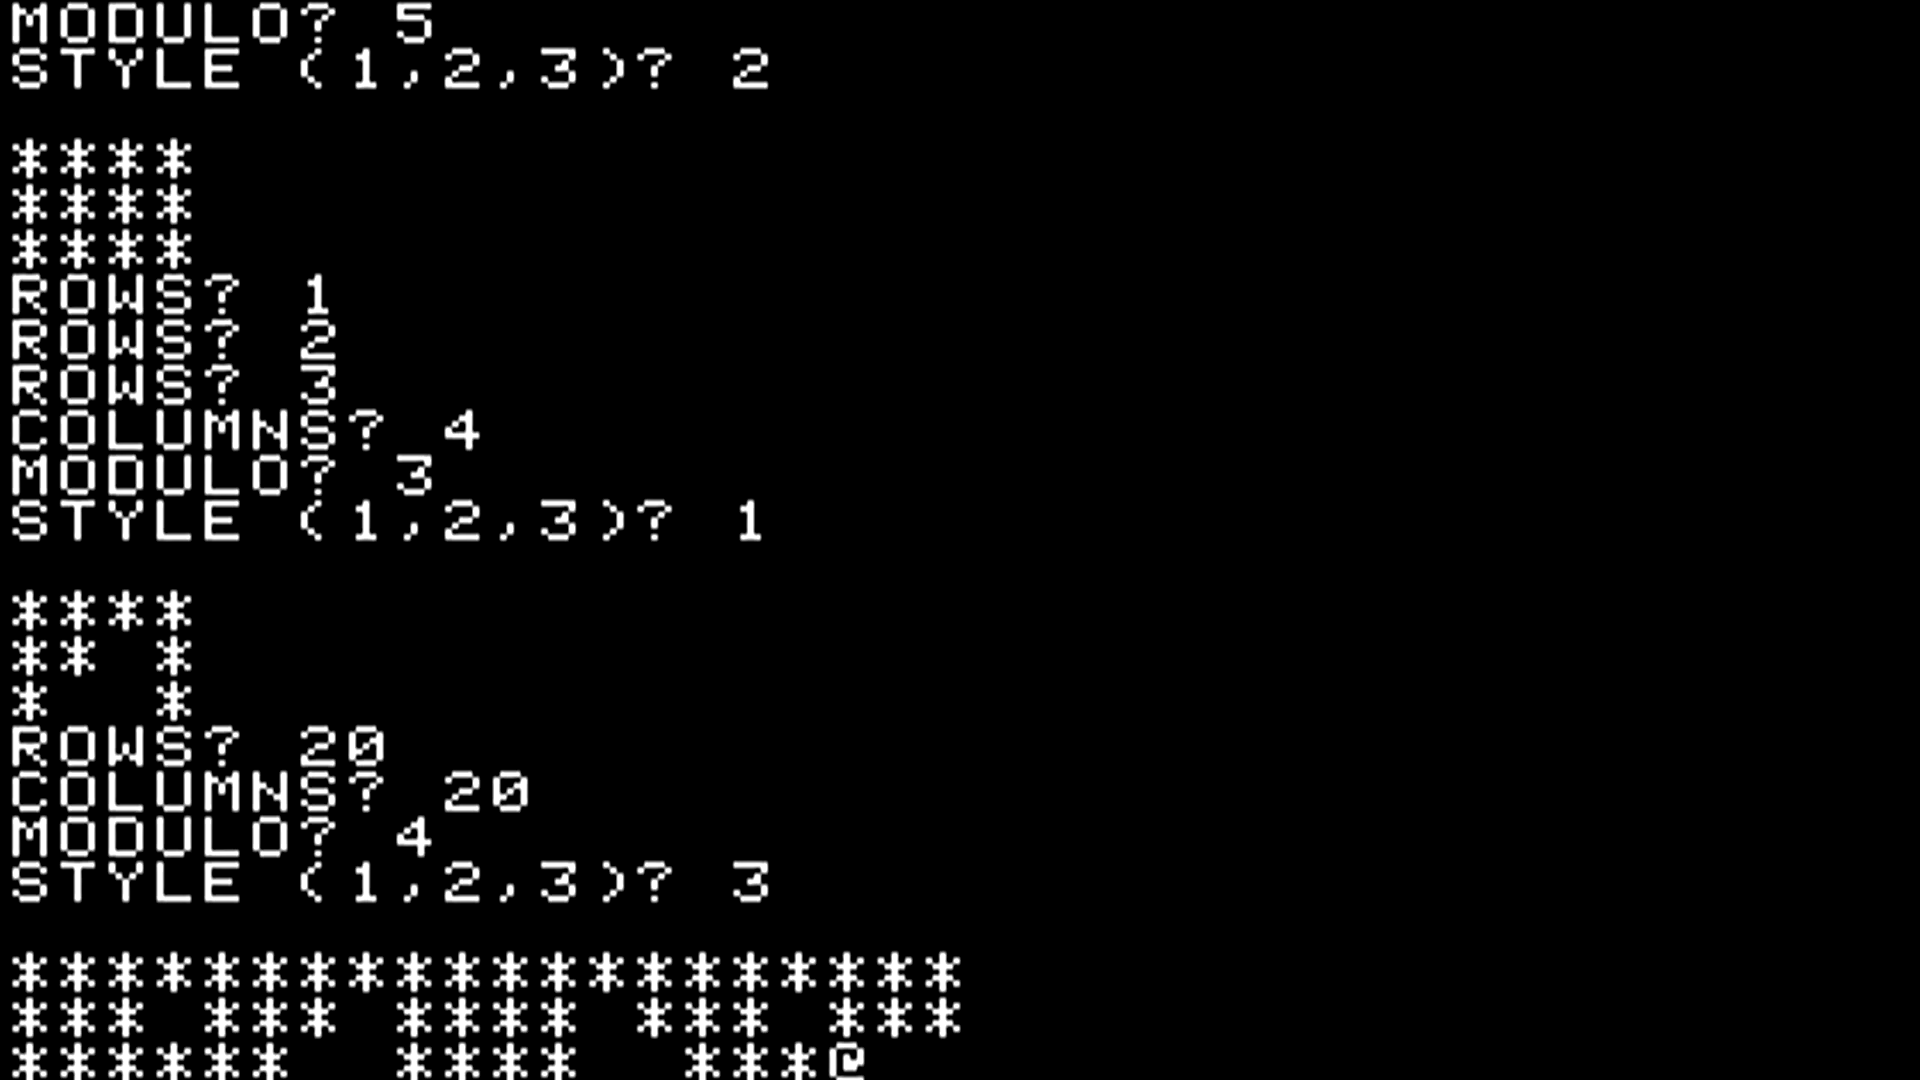 MODULO? 5
STYLE (1,2,3)? 2

****
****
****
ROWS? 1
ROWS? 2
ROWS? 3
COLUMNS? 4
MODULO? 3
STYLE (1,2,3)? 1

****
** *
*  *
ROWS? 20
COLUMNS? 20
MODULO? 4
STYLE (1,2,3)? 3

********************
*** *** **** *** ***
******  ****  ***@